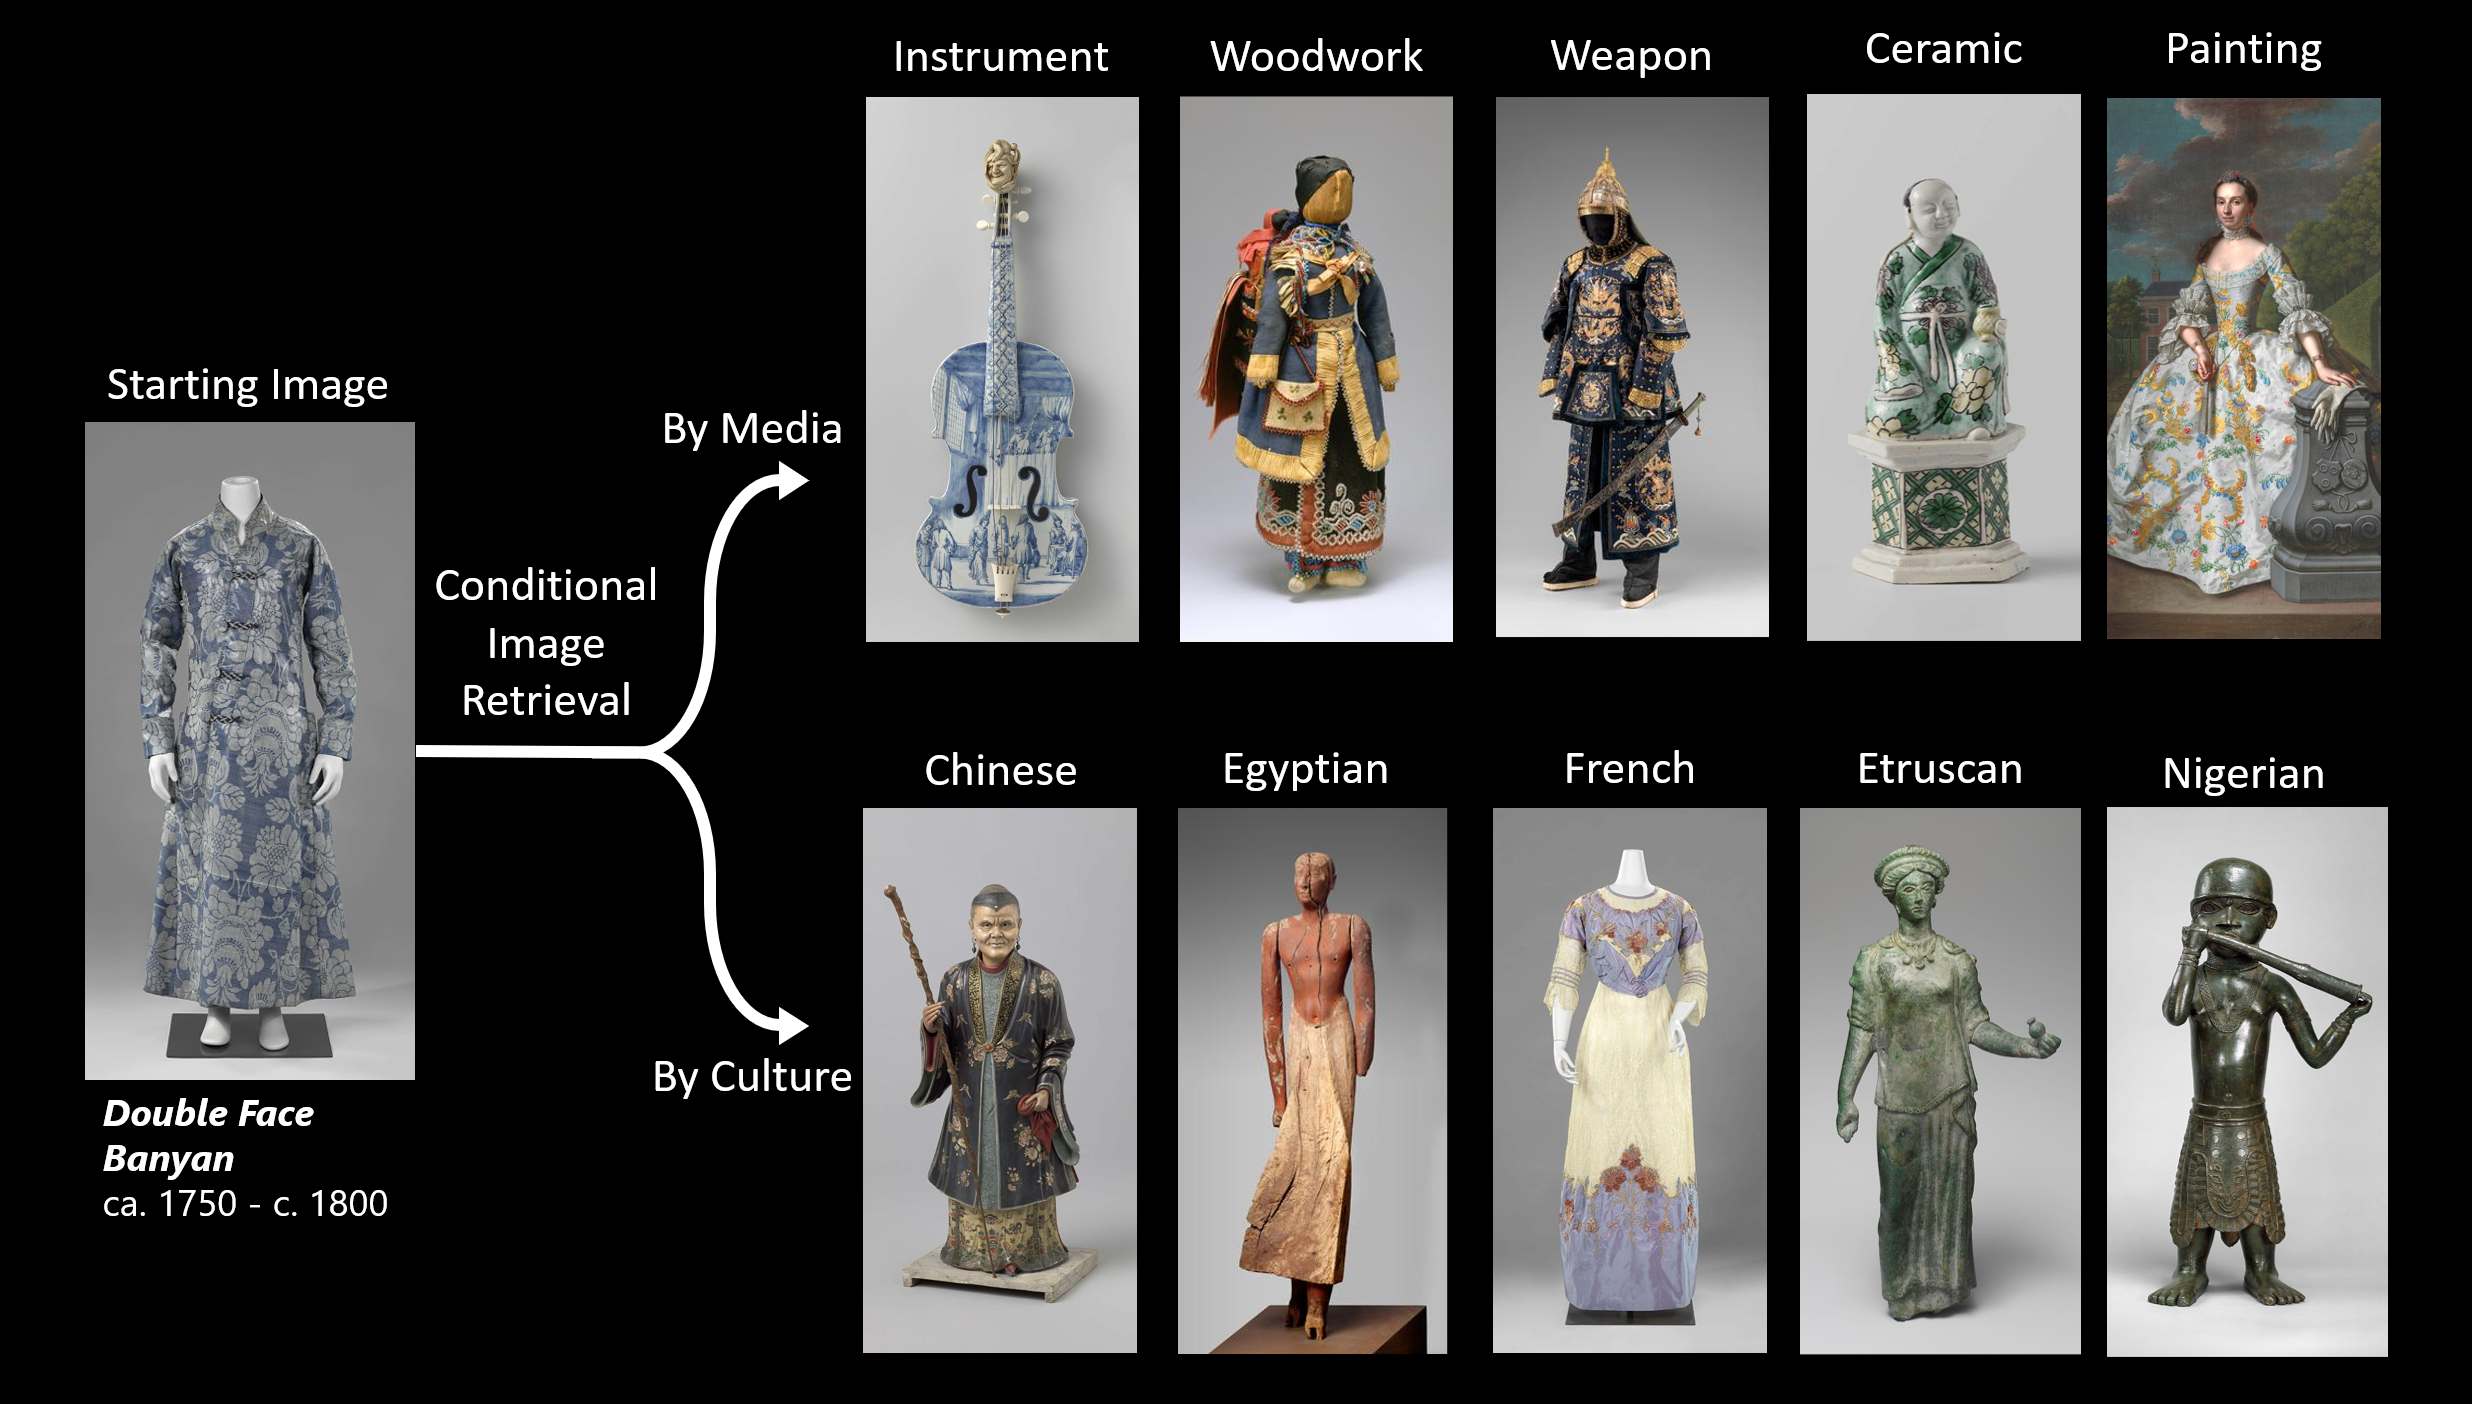 Starting Image
Double Face
Banyan
ca. 1750 - c. 1800
Conditional
Image
Retrieval
By Media
Instrument
Woodwork
Weapon
Ceramic
Painting
By Culture
Chinese
Egyptian
French
Etruscan
Nigerian